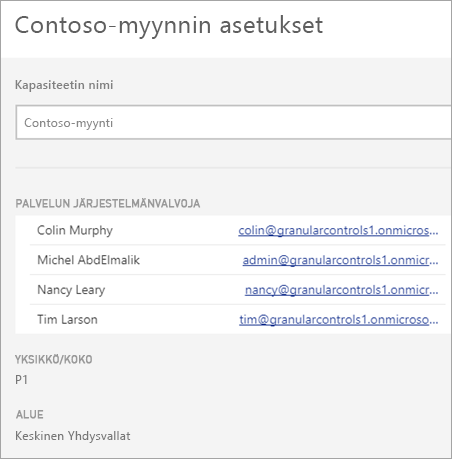 Contoso-myynnin asetukset
Kapasiteetin nimi
Contoso-myynti
PALVELUN JÄRJESTELMÄNVALVOJA
Colin Murphy colin@granularcontrols1.onmicros...
Michel AbdElmalik admin@granularcontrols1.onmicr...
Nancy Leary nancy@granularcontrols1.onmicr...
Tim Larson tim@granularcontrols1.onmicroso...
YKSIKKÖ/KOKO
P1
ALUE
Keskinen Yhdysvallat